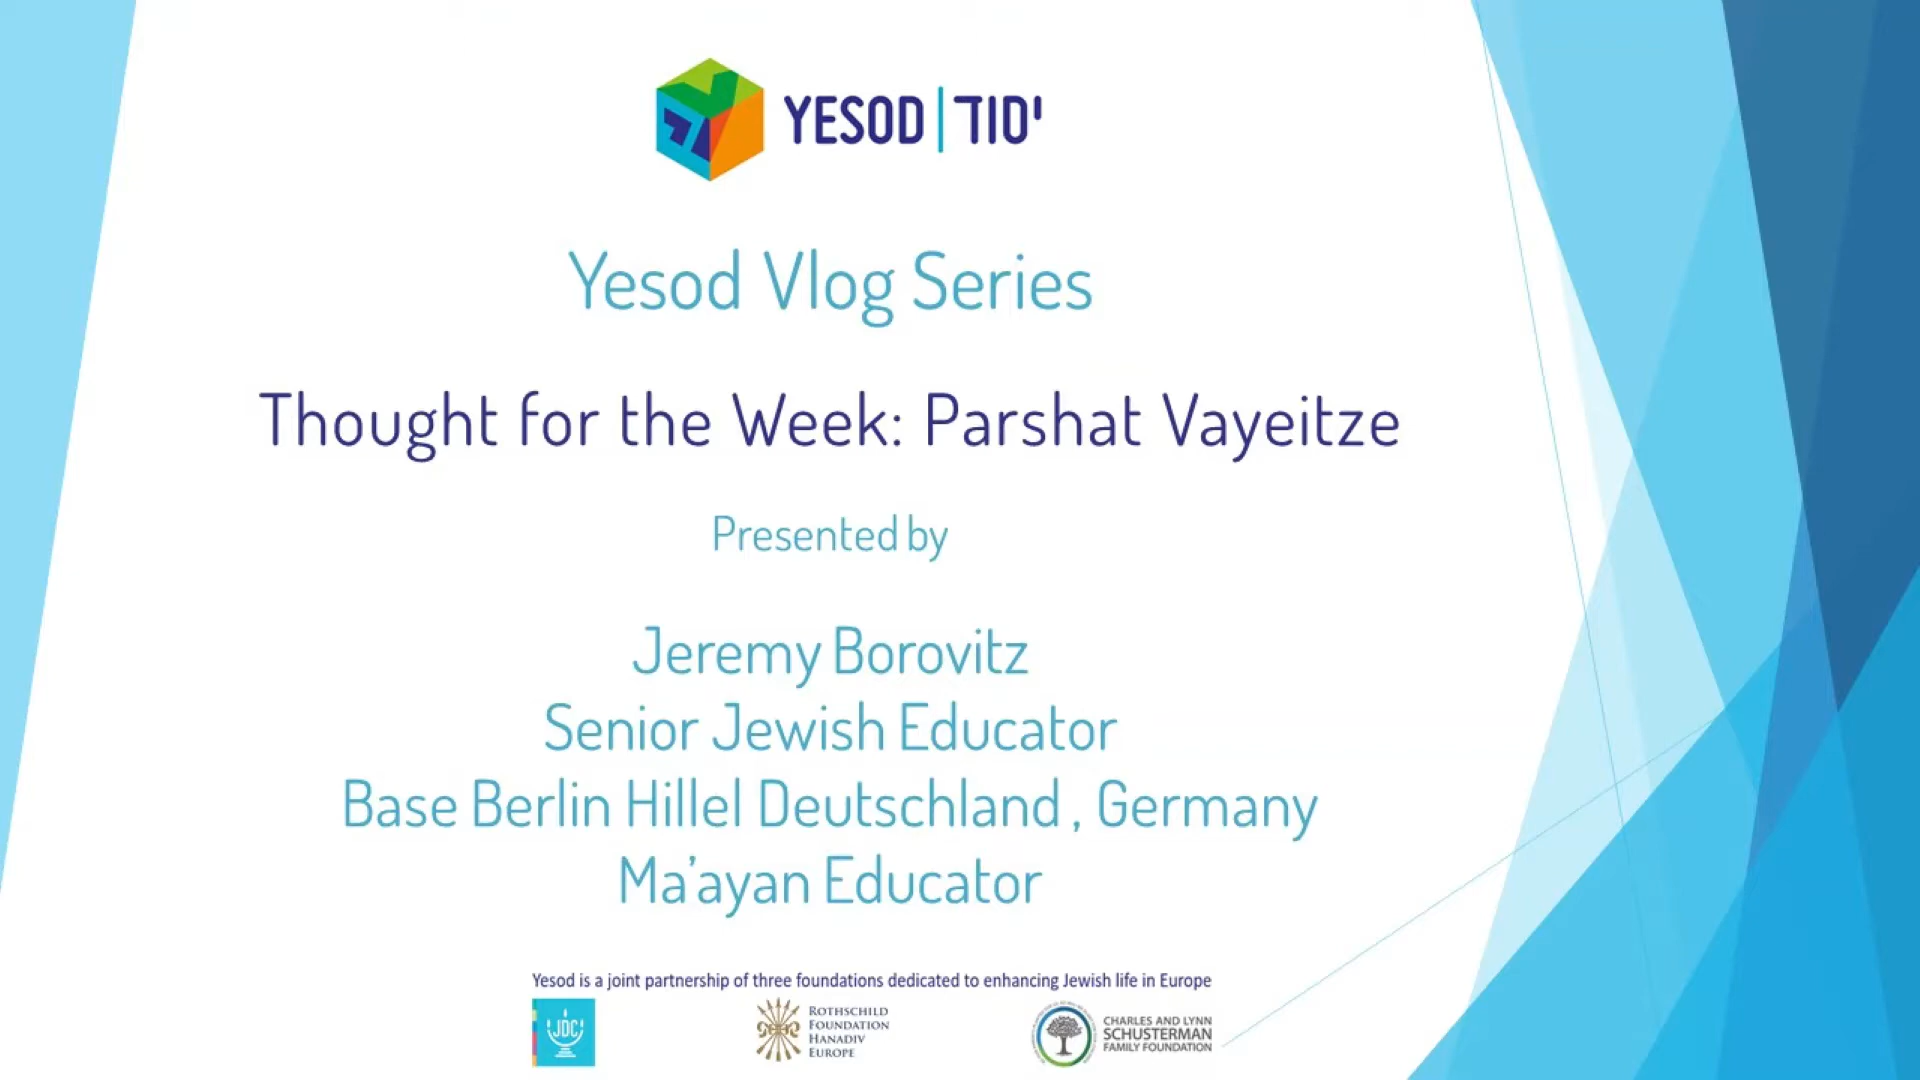 YESOD | יסוד
Yesod Vlog Series
Thought for the Week: Parshat Vayeitze
Presented by
Jeremy Borovitz
Senior Jewish Educator
Base Berlin Hillel Deutschland , Germany
Ma’ayan Educator
Yesod is a joint partnership of three foundations dedicated to enhancing Jewish life in Europe
JDC
ROTHSCHILD
FOUNDATION
HANADIV
EUROPE
CHARLES AND LYNN
SCHUSTERMAN
FAMILY FOUNDATION